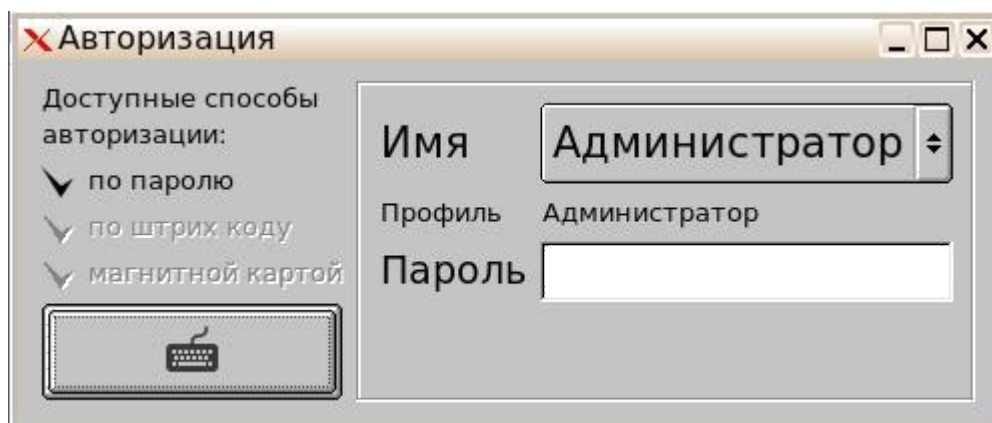 Авторизация
Доступные способы
авторизации:
по паролю
по штрих коду
магнитной картой
Имя
Администратор
Профиль
Администратор
Пароль